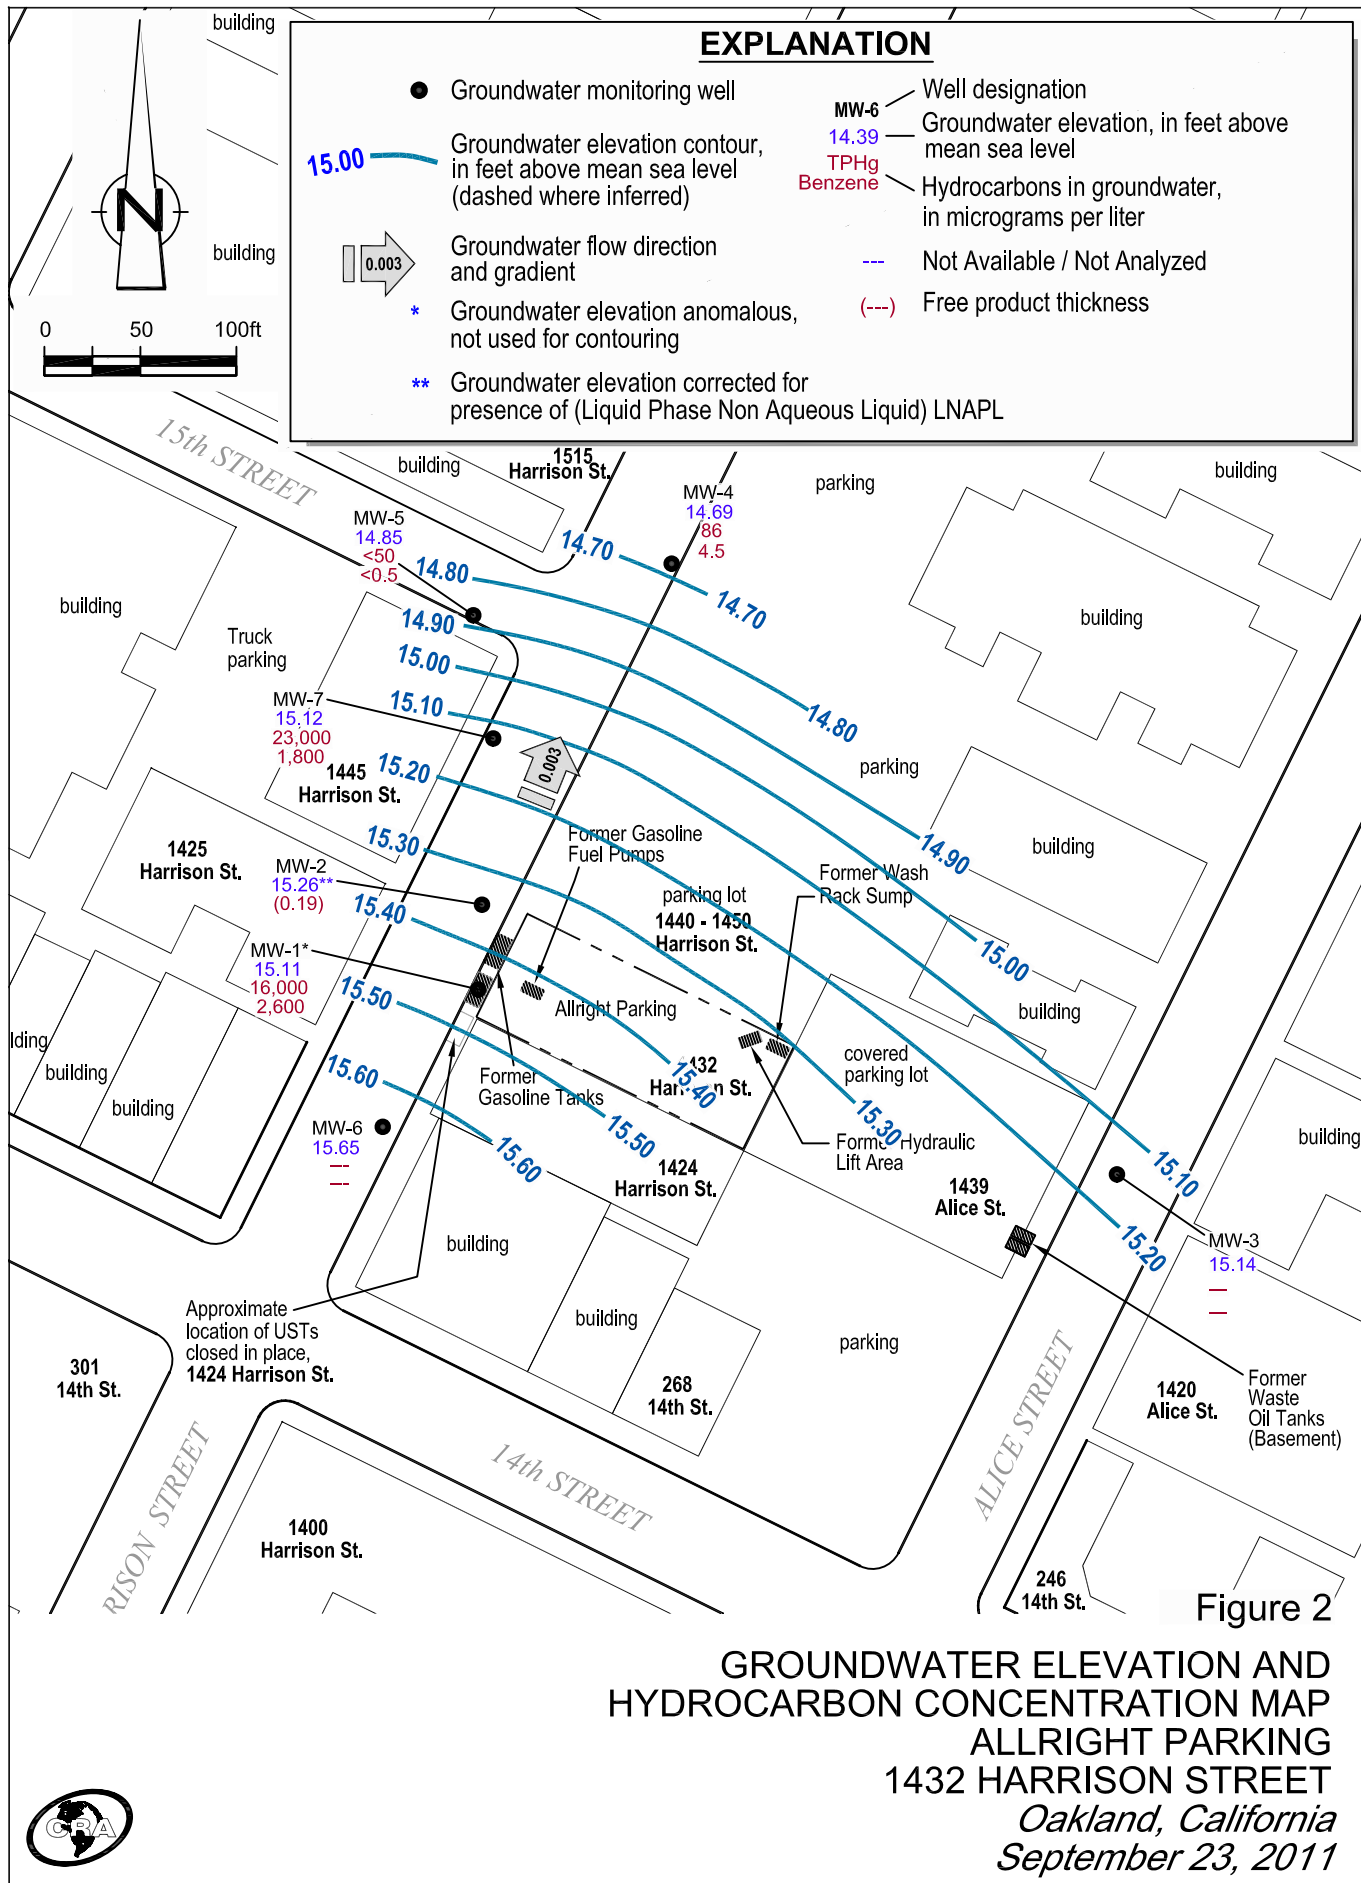 building
EXPLANATION
Groundwater monitoring well
15.00
Groundwater elevation contour,
in feet above mean sea level
(dashed where inferred)
0.003
Groundwater flow direction
and gradient
*
Groundwater elevation anomalous,
not used for contouring
**
Groundwater elevation corrected for
presence of (Liquid Phase Non Aqueous Liquid) LNAPL
MW-6
Well designation
14.39
Groundwater elevation, in feet above
mean sea level
TPHg
Benzene
Hydrocarbons in groundwater,
in micrograms per liter
---
Not Available / Not Analyzed
(---)
Free product thickness
N
building
0 50 100ft
15th STREET
building
1515
Harrison St.
MW-4
14.69
86
4.5
parking
building
MW-5
14.85
<50
<0.5
14.70
14.80
14.70
building
building
14.90
Truck
parking
15.00
MW-7
15.12
23,000
1,800
15.10
14.80
0.003
parking
15.20
1445
Harrison St.
15.30
Former Gasoline
Fuel Pumps
14.90
building
1425
Harrison St.
MW-2
15.26**
(0.19)
Former Wash
Rack Sump
parking lot
1440 - 1450
Harrison St.
15.40
15.00
MW-1*
15.11
16,000
2,600
15.50
Allright Parking
building
lding
building
building
15.60
Former
Gasoline Tanks
1432
Harrison St.
15.40
covered
parking lot
15.30
MW-6
15.65
---
---
15.60
15.50
1424
Harrison St.
Former Hydraulic
Lift Area
building
15.10
1439
Alice St.
15.20
MW-3
15.14
—
—
building
Approximate
location of USTs
closed in place,
1424 Harrison St.
building
parking
301
14th St.
268
14th St.
1420
Alice St.
Former
Waste
Oil Tanks
(Basement)
ALICE STREET
RISON STREET
14th STREET
1400
Harrison St.
246
14th St.
Figure 2
GROUNDWATER ELEVATION AND
HYDROCARBON CONCENTRATION MAP
ALLRIGHT PARKING
1432 HARRISON STREET
Oakland, California
September 23, 2011
CRA